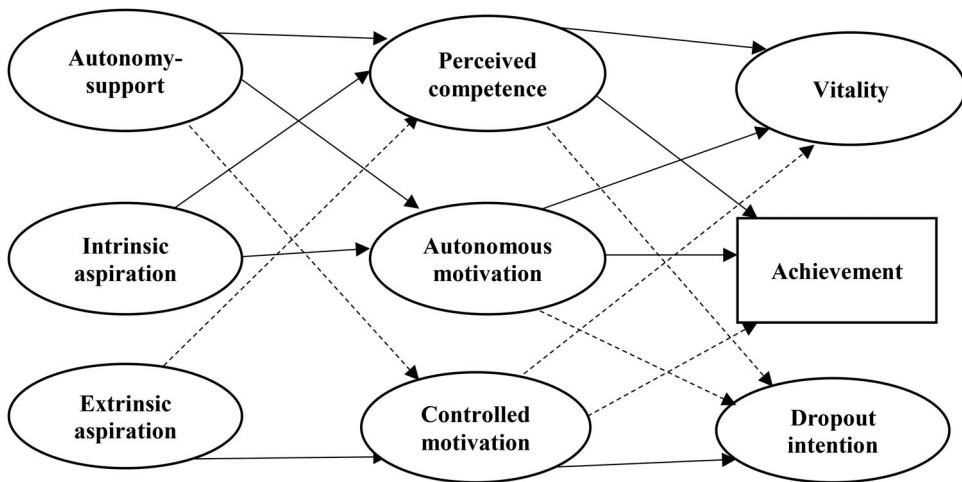 Autonomy-
support
Perceived
competence
Vitality
Intrinsic
aspiration
Autonomous
motivation
Achievement
Extrinsic
aspiration
Controlled
motivation
Dropout
intention